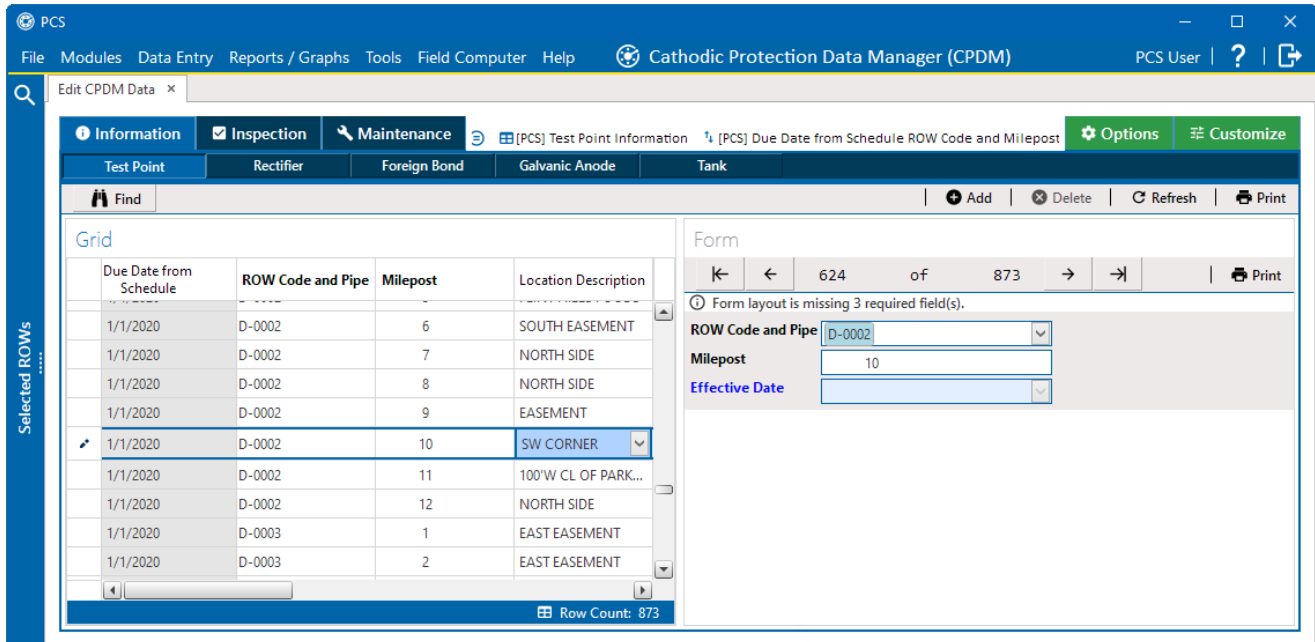 PCS
File Modules Data Entry Reports / Graphs Tools Field Computer Help Cathodic Protection Data Manager (CPDM) PCS User | ? |
Edit CPDM Data ×
Information Inspection Maintenance [PCS] Test Point Information [PCS] Due Date from Schedule ROW Code and Milepost Options Customize
Test Point Rectifier Foreign Bond Galvanic Anode Tank
Find | Add | Delete | Refresh | Print
Selected ROWs
Grid
Due Date from Schedule ROW Code and Pipe Milepost Location Description
1/1/2020 D-0002 6 SOUTH EASEMENT
1/1/2020 D-0002 7 NORTH SIDE
1/1/2020 D-0002 8 NORTH SIDE
1/1/2020 D-0002 9 EASEMENT
1/1/2020 D-0002 10 SW CORNER
1/1/2020 D-0002 11 100'W CL OF PARK...
1/1/2020 D-0002 12 NORTH SIDE
1/1/2020 D-0003 1 EAST EASEMENT
1/1/2020 D-0003 2 EAST EASEMENT
Row Count: 873
Form
624 of 873 | Print
Form layout is missing 3 required field(s).
ROW Code and Pipe D-0002
Milepost 10
Effective Date